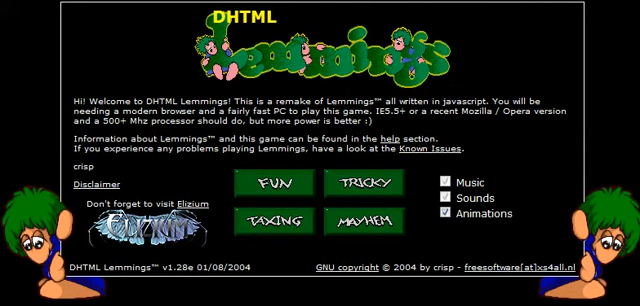 DHTML
Lemmings
Hi! Welcome to DHTML Lemmings! This is a remake of Lemmings™ all written in javascript. You will be
needing a modern browser and a fairly fast PC to play this game. IE5.5+ or a recent Mozilla / Opera version
and a 500+ Mhz processor should do, but more power is better :)
Information about Lemmings™ and this game can be found in the help section.
If you experience any problems playing Lemmings, have a look at the Known Issues.
crisp
Disclaimer
Don't forget to visit Elizium
ELIZIUM
FUN
TRICKY
TAXING
MAYHEM
Music
Sounds
Animations
DHTML Lemmings™ v1.28e 01/08/2004
GNU copyright © 2004 by crisp - freesoftware[at]xs4all.nl